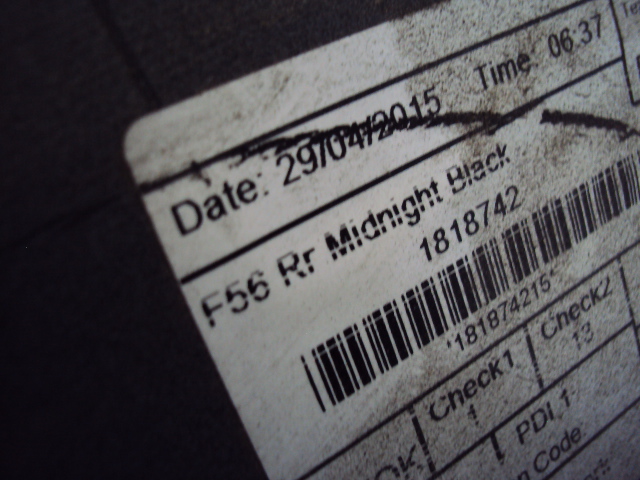 Date: 29/04/2015 Time 06:37
F56 Rr Midnight Black
1818742
*181874215*
Check1 Check2
1 13
OK PDI.1
Code